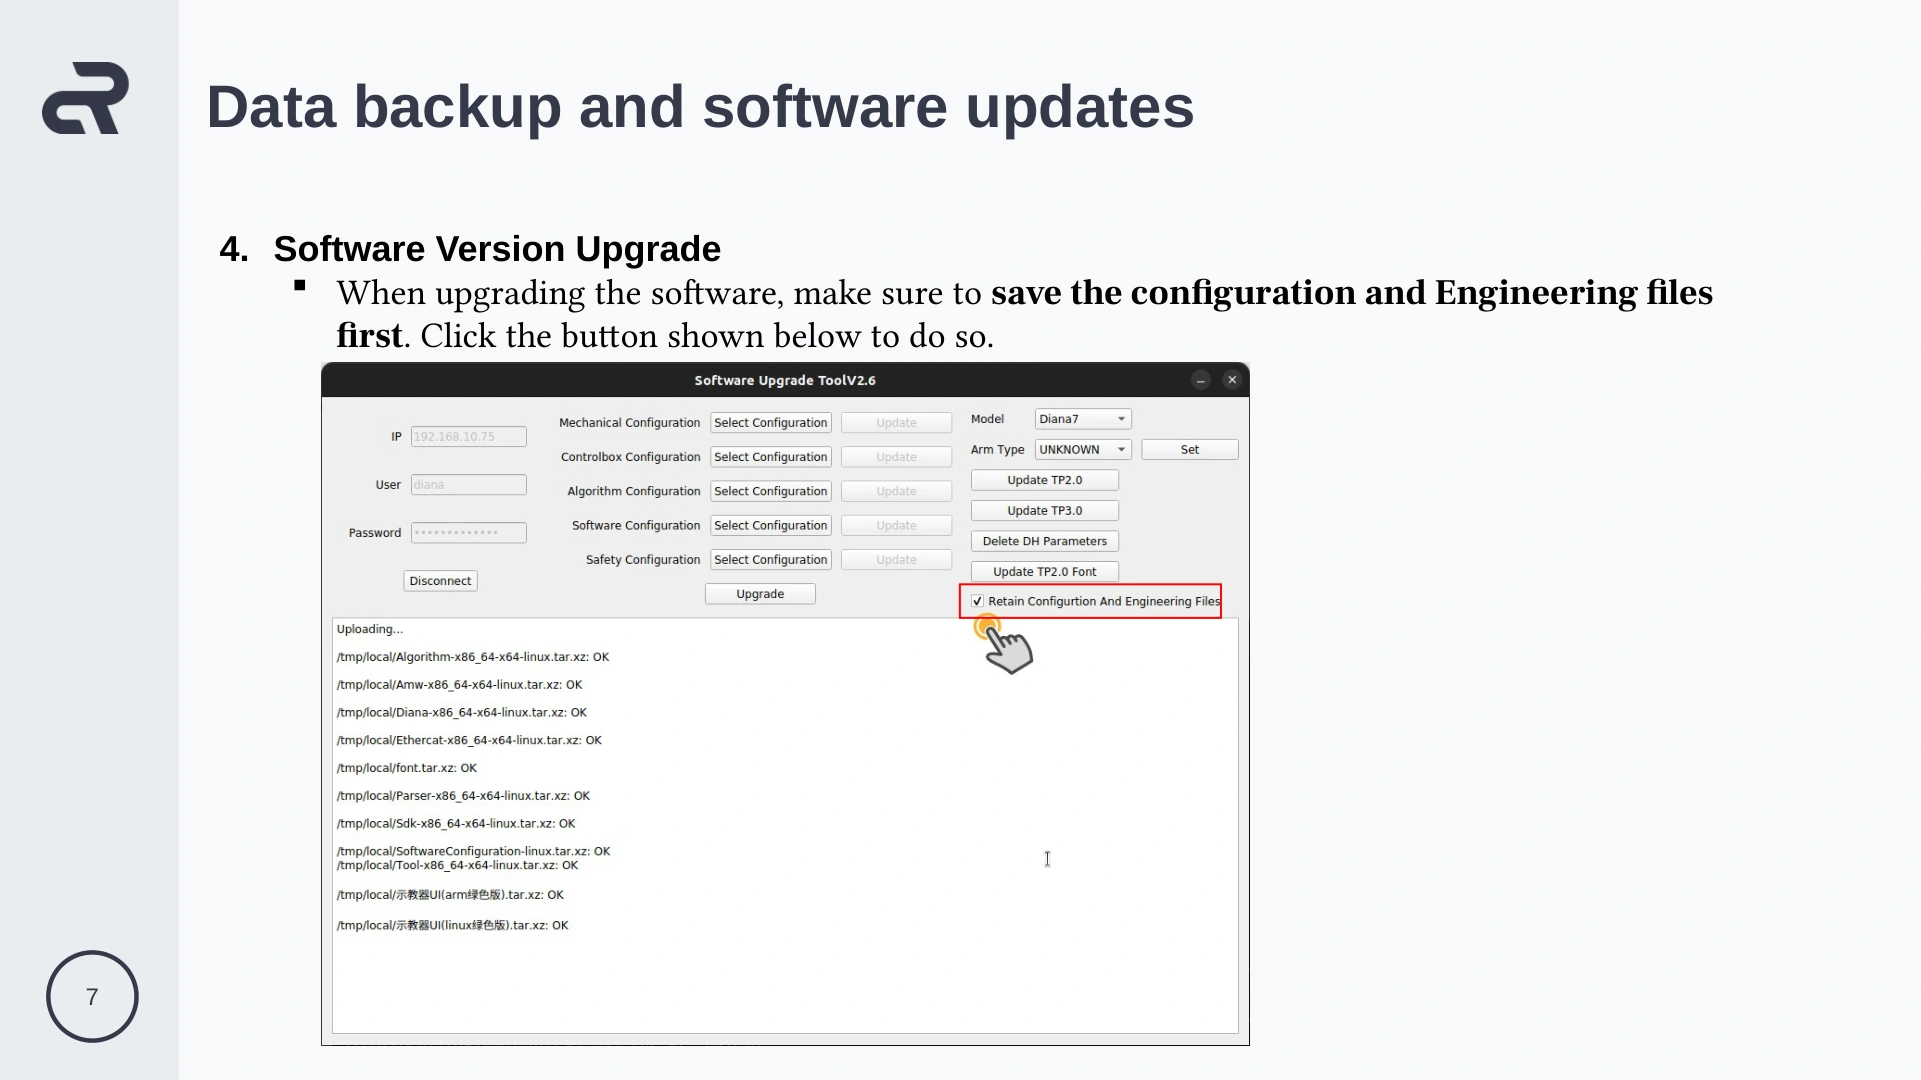 Data backup and software updates
4. Software Version Upgrade
When upgrading the software, make sure to save the configuration and Engineering files
first. Click the button shown below to do so.
Software Upgrade ToolV2.6
IP 192.168.10.75
User diana
Password
Disconnect
Mechanical Configuration Select Configuration Update
Controlbox Configuration Select Configuration Update
Algorithm Configuration Select Configuration Update
Software Configuration Select Configuration Update
Safety Configuration Select Configuration Update
Upgrade
Model Diana7
Arm Type UNKNOWN Set
Update TP2.0
Update TP3.0
Delete DH Parameters
Update TP2.0 Font
Retain Configurtion And Engineering Files
Uploading...
/tmp/local/Algorithm-x86_64-x64-linux.tar.xz: OK
/tmp/local/Amw-x86_64-x64-linux.tar.xz: OK
/tmp/local/Diana-x86_64-x64-linux.tar.xz: OK
/tmp/local/Ethercat-x86_64-x64-linux.tar.xz: OK
/tmp/local/font.tar.xz: OK
/tmp/local/Parser-x86_64-x64-linux.tar.xz: OK
/tmp/local/Sdk-x86_64-x64-linux.tar.xz: OK
/tmp/local/SoftwareConfiguration-linux.tar.xz: OK
/tmp/local/Tool-x86_64-x64-linux.tar.xz: OK
/tmp/local/示教器UI(arm绿色版).tar.xz: OK
/tmp/local/示教器UI(linux绿色版).tar.xz: OK
7